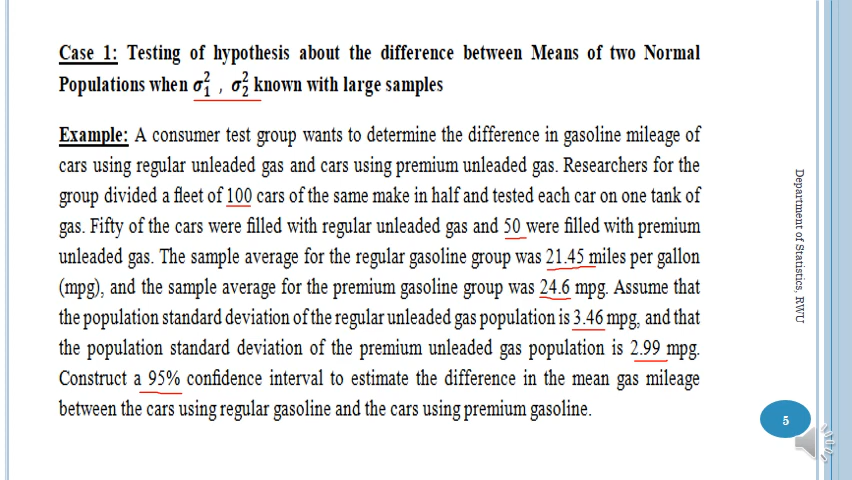 Case 1: Testing of hypothesis about the difference between Means of two Normal
Populations when σ₁² , σ₂² known with large samples
Example: A consumer test group wants to determine the difference in gasoline mileage of
cars using regular unleaded gas and cars using premium unleaded gas. Researchers for the
group divided a fleet of 100 cars of the same make in half and tested each car on one tank of
gas. Fifty of the cars were filled with regular unleaded gas and 50 were filled with premium
unleaded gas. The sample average for the regular gasoline group was 21.45 miles per gallon
(mpg), and the sample average for the premium gasoline group was 24.6 mpg. Assume that
the population standard deviation of the regular unleaded gas population is 3.46 mpg, and that
the population standard deviation of the premium unleaded gas population is 2.99 mpg.
Construct a 95% confidence interval to estimate the difference in the mean gas mileage
between the cars using regular gasoline and the cars using premium gasoline.
Department of Statistics, RWU
5